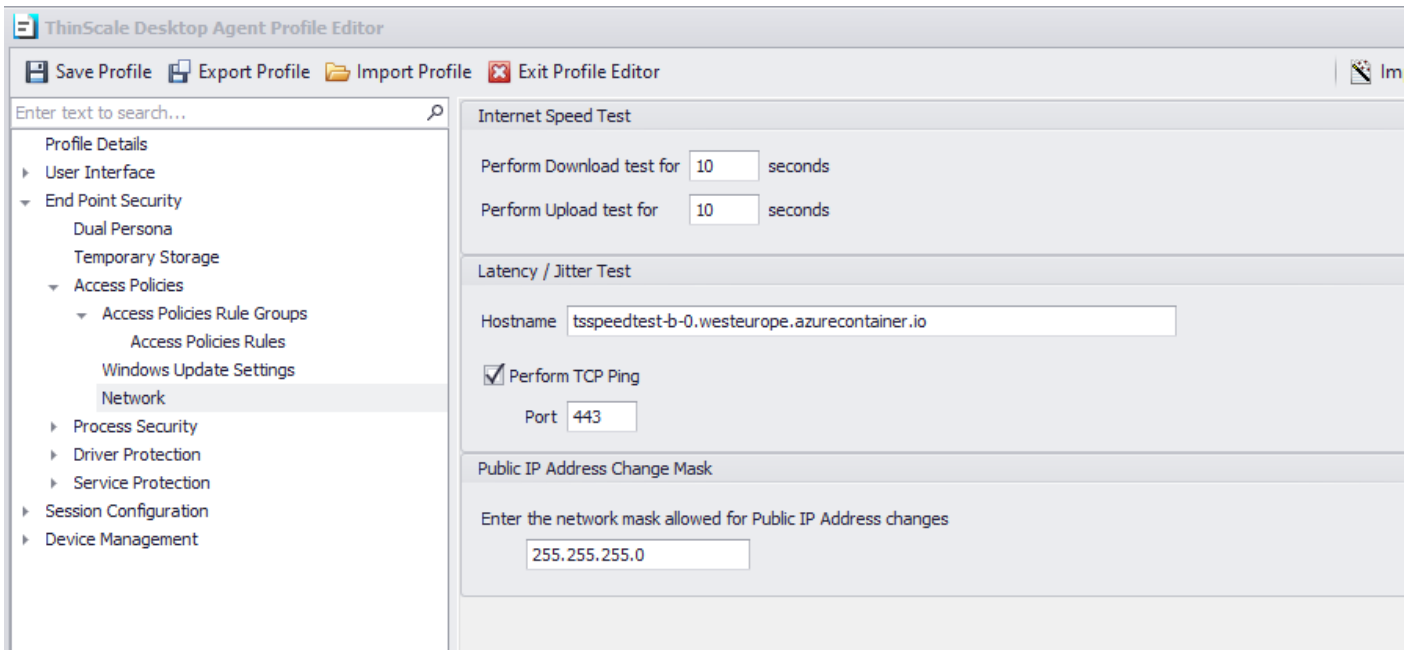 ThinScale Desktop Agent Profile Editor
Save Profile Export Profile Import Profile Exit Profile Editor Im
Enter text to search...
Profile Details
User Interface
End Point Security
Dual Persona
Temporary Storage
Access Policies
Access Policies Rule Groups
Access Policies Rules
Windows Update Settings
Network
Process Security
Driver Protection
Service Protection
Session Configuration
Device Management
Internet Speed Test
Perform Download test for 10 seconds
Perform Upload test for 10 seconds
Latency / Jitter Test
Hostname tsspeedtest-b-0.westeurope.azurecontainer.io
Perform TCP Ping
Port 443
Public IP Address Change Mask
Enter the network mask allowed for Public IP Address changes
255.255.255.0